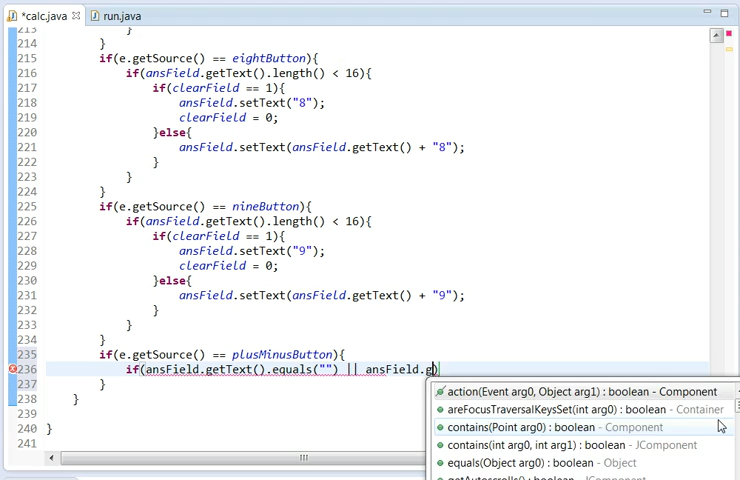 *calc.java run.java
213 }
214 }
215 if(e.getSource() == eightButton){
216 if(ansField.getText().length() < 16){
217 if(clearField == 1){
218 ansField.setText("8");
219 clearField = 0;
220 }else{
221 ansField.setText(ansField.getText() + "8");
222 }
223 }
224 }
225 if(e.getSource() == nineButton){
226 if(ansField.getText().length() < 16){
227 if(clearField == 1){
228 ansField.setText("9");
229 clearField = 0;
230 }else{
231 ansField.setText(ansField.getText() + "9");
232 }
233 }
234 }
235 if(e.getSource() == plusMinusButton){
236 if(ansField.getText().equals("") || ansField.g)
237 }
238 }
239
240 }
241
action(Event arg0, Object arg1) : boolean - Component
areFocusTraversalKeysSet(int arg0) : boolean - Container
contains(Point arg0) : boolean - Component
contains(int arg0, int arg1) : boolean - JComponent
equals(Object arg0) : boolean - Object
getAutoscrolls() : boolean - JComponent